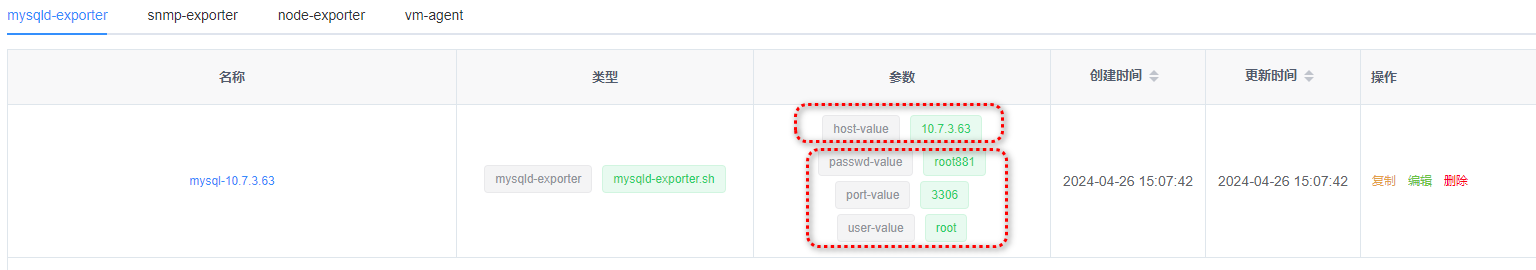 mysqld-exporter snmp-exporter node-exporter vm-agent
名称 类型 参数 创建时间 更新时间 操作
host-value 10.7.3.63
passwd-value root881
mysql-10.7.3.63 mysqld-exporter mysqld-exporter.sh 2024-04-26 15:07:42 2024-04-26 15:07:42 复制 编辑 删除
port-value 3306
user-value root